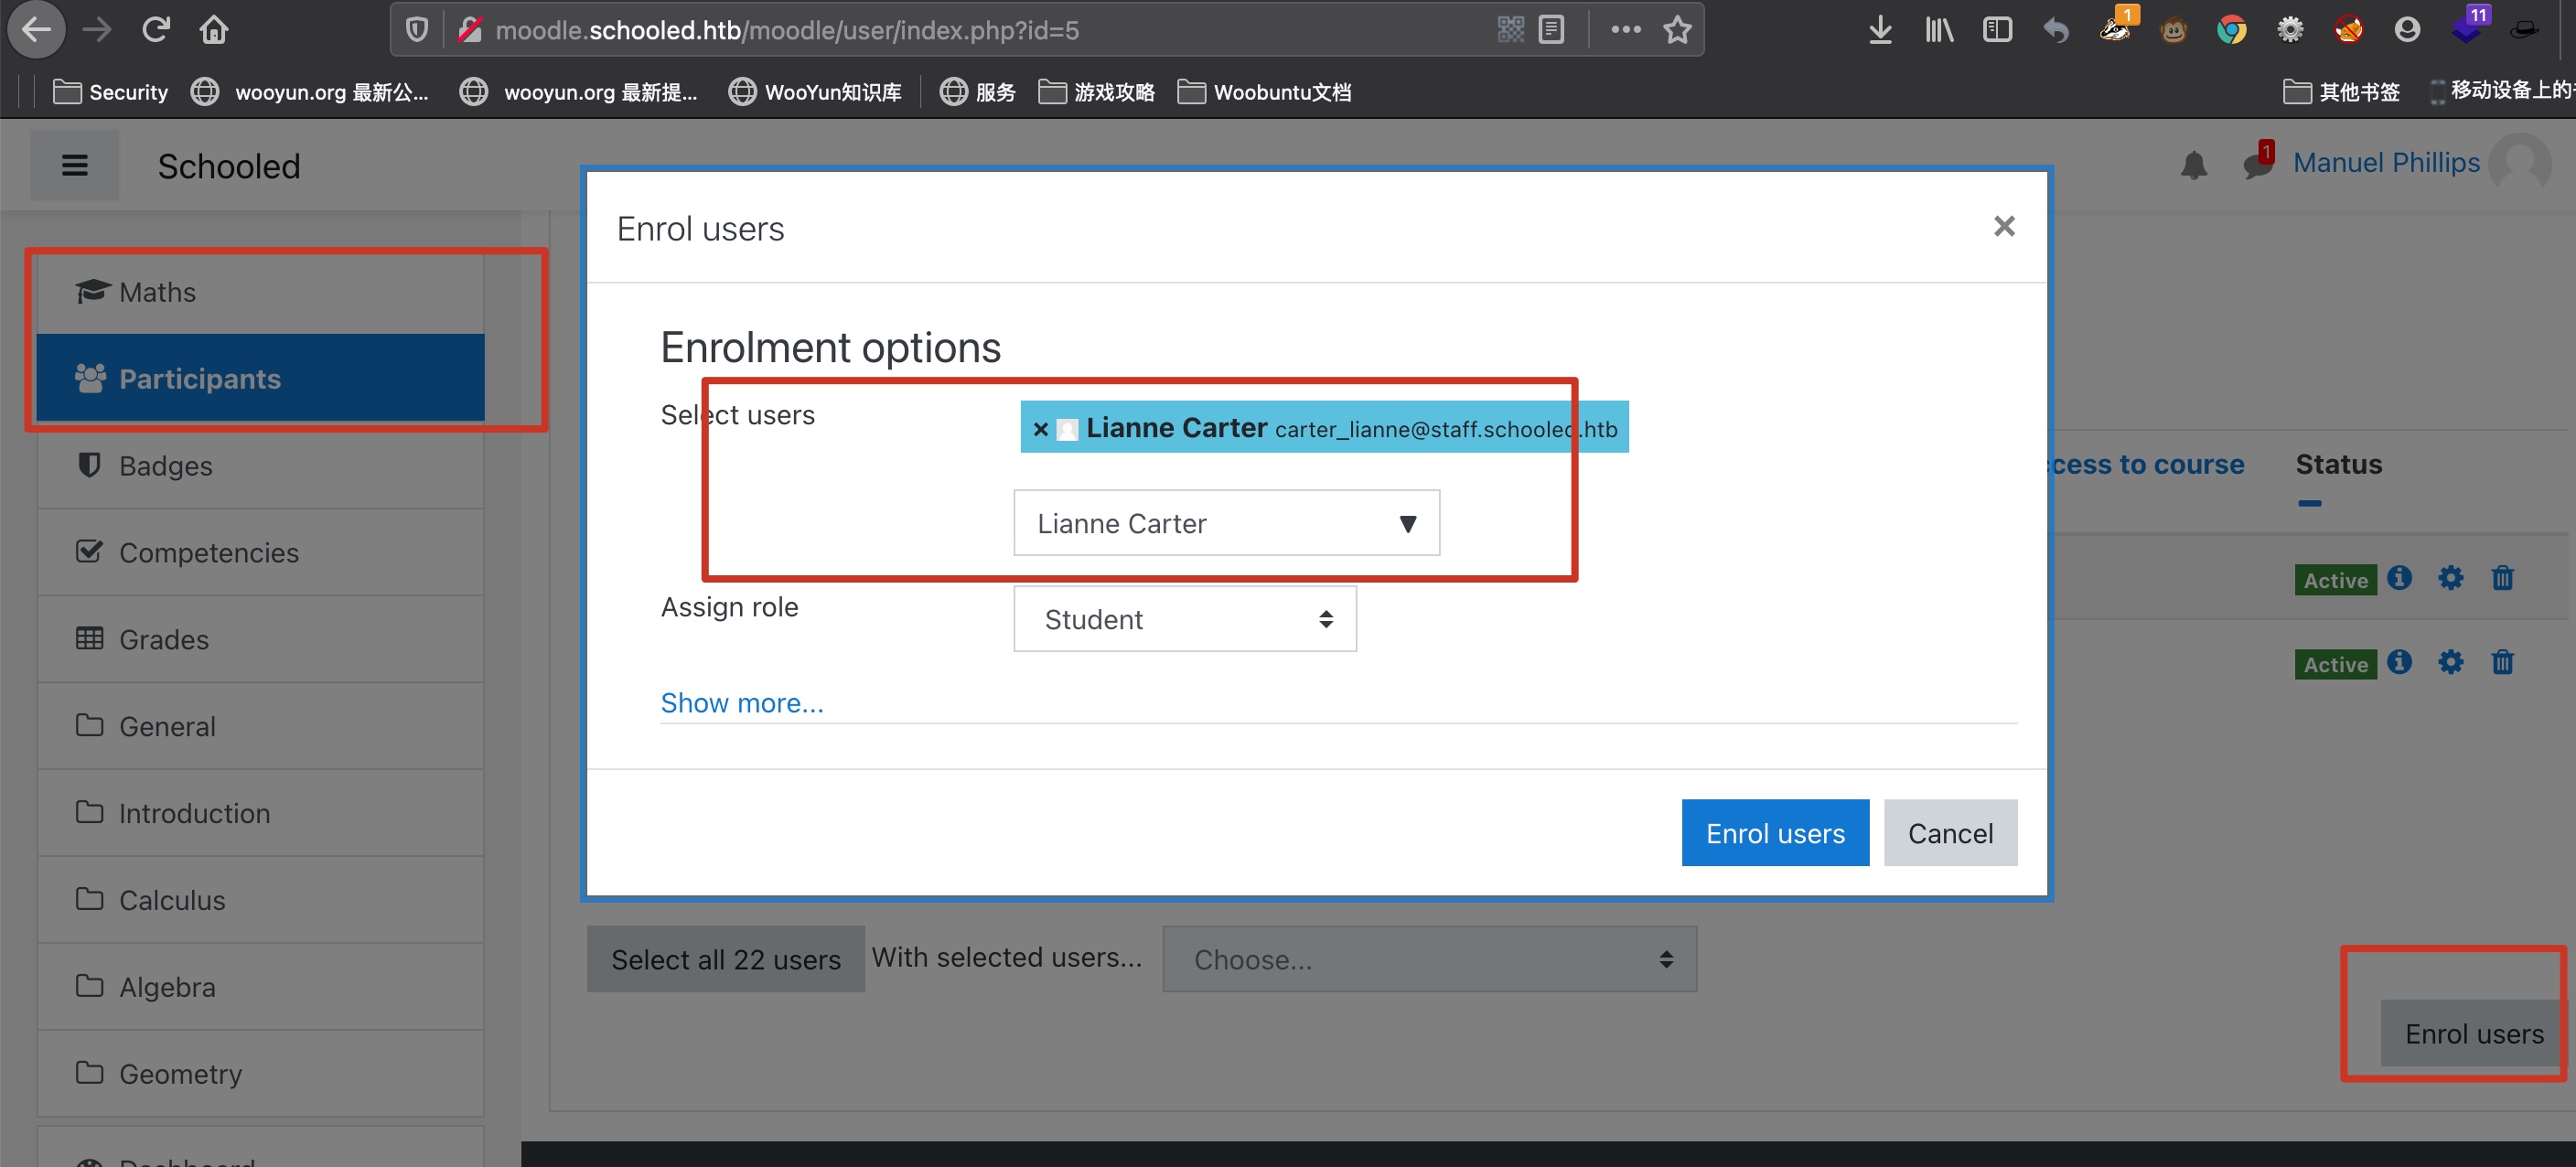 moodle.schooled.htb/moodle/user/index.php?id=5
1
11
Security
wooyun.org 最新公...
wooyun.org 最新提...
WooYun知识库
服务
游戏攻略
Woobuntu文档
其他书签
移动设备上的
Schooled
1
Manuel Phillips
Maths
Participants
Badges
Competencies
Grades
General
Introduction
Calculus
Algebra
Geometry
Enrol users
×
Enrolment options
Select users
× Lianne Carter carter_lianne@staff.schooled.htb
Lianne Carter
Assign role
Student
Show more...
Enrol users
Cancel
cess to course
Status
Active
Active
Select all 22 users
With selected users...
Choose...
Enrol users